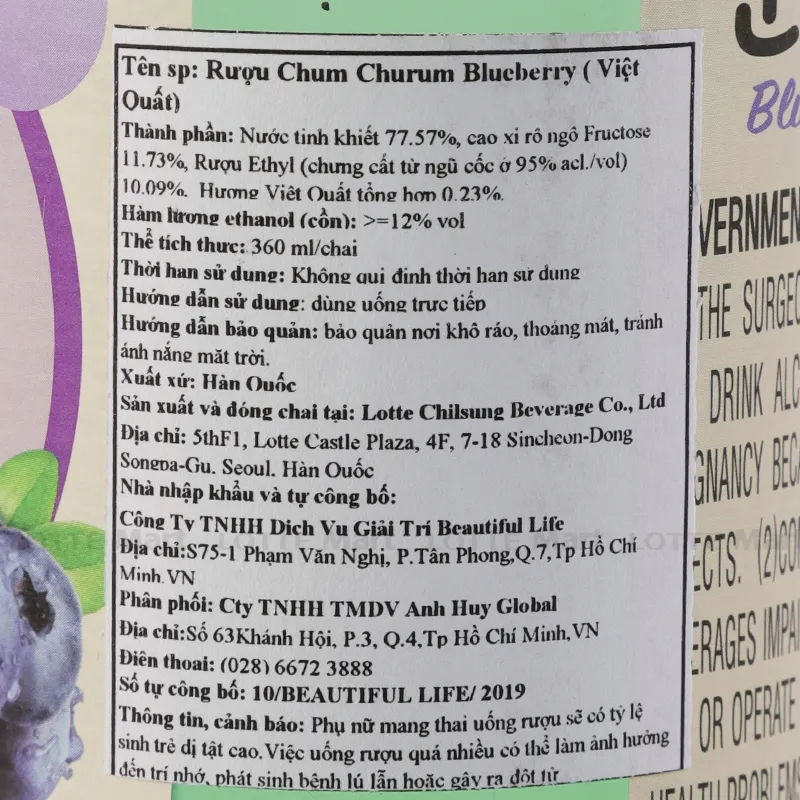 Tên sp: Rượu Chum Churum Blueberry ( Việt
Quất)
Thành phần: Nước tinh khiết 77.57%, cao xi rô ngô Fructose
11.73%, Rượu Ethyl (chưng cất từ ngũ cốc ở 95% acl./vol)
10.09%. Hương Việt Quất tổng hợp 0.23%.
Hàm lượng ethanol (cồn): >=12% vol
Thể tích thực: 360 ml/chai
Thời hạn sử dụng: Không qui định thời hạn sử dụng
Hướng dẫn sử dụng: dùng uống trực tiếp
Hướng dẫn bảo quản: bảo quản nơi khô ráo, thoáng mát, tránh
ánh nắng mặt trời.
Xuất xứ: Hàn Quốc
Sản xuất và đóng chai tại: Lotte Chilsung Beverage Co., Ltd
Địa chỉ: 5thF1, Lotte Castle Plaza, 4F, 7-18 Sincheon-Dong
Songpa-Gu, Seoul, Hàn Quốc
Nhà nhập khẩu và tự công bố:
Công Ty TNHH Dịch Vụ Giải Trí Beautiful Life
Địa chỉ:S75-1 Phạm Văn Nghị, P.Tân Phong,Q.7,Tp Hồ Chí
Minh.VN
Phân phối: Cty TNHH TMDV Anh Huy Global
Địa chỉ:Số 63Khánh Hội, P.3, Q.4,Tp Hồ Chí Minh,VN
Điện thoại: (028) 6672 3888
Số tự công bố: 10/BEAUTIFUL LIFE/ 2019
Thông tin, cảnh báo: Phụ nữ mang thai uống rượu sẽ có tỷ lệ
sinh trẻ dị tật cao.Việc uống rượu quá nhiều có thể làm ảnh hưởng
đến trí nhớ, phát sinh bệnh lú lẫn hoặc gây ra đột tử
Blu
VERNMEN
THE SURGEO
DRINK ALC
GNANCY BECA
ECTS. (2)CON
ERAGES IMPAI
OR OPERATE
HEALTH PROBLEMS
LOTTE Mart LOTTE Mart LOTTE Mart